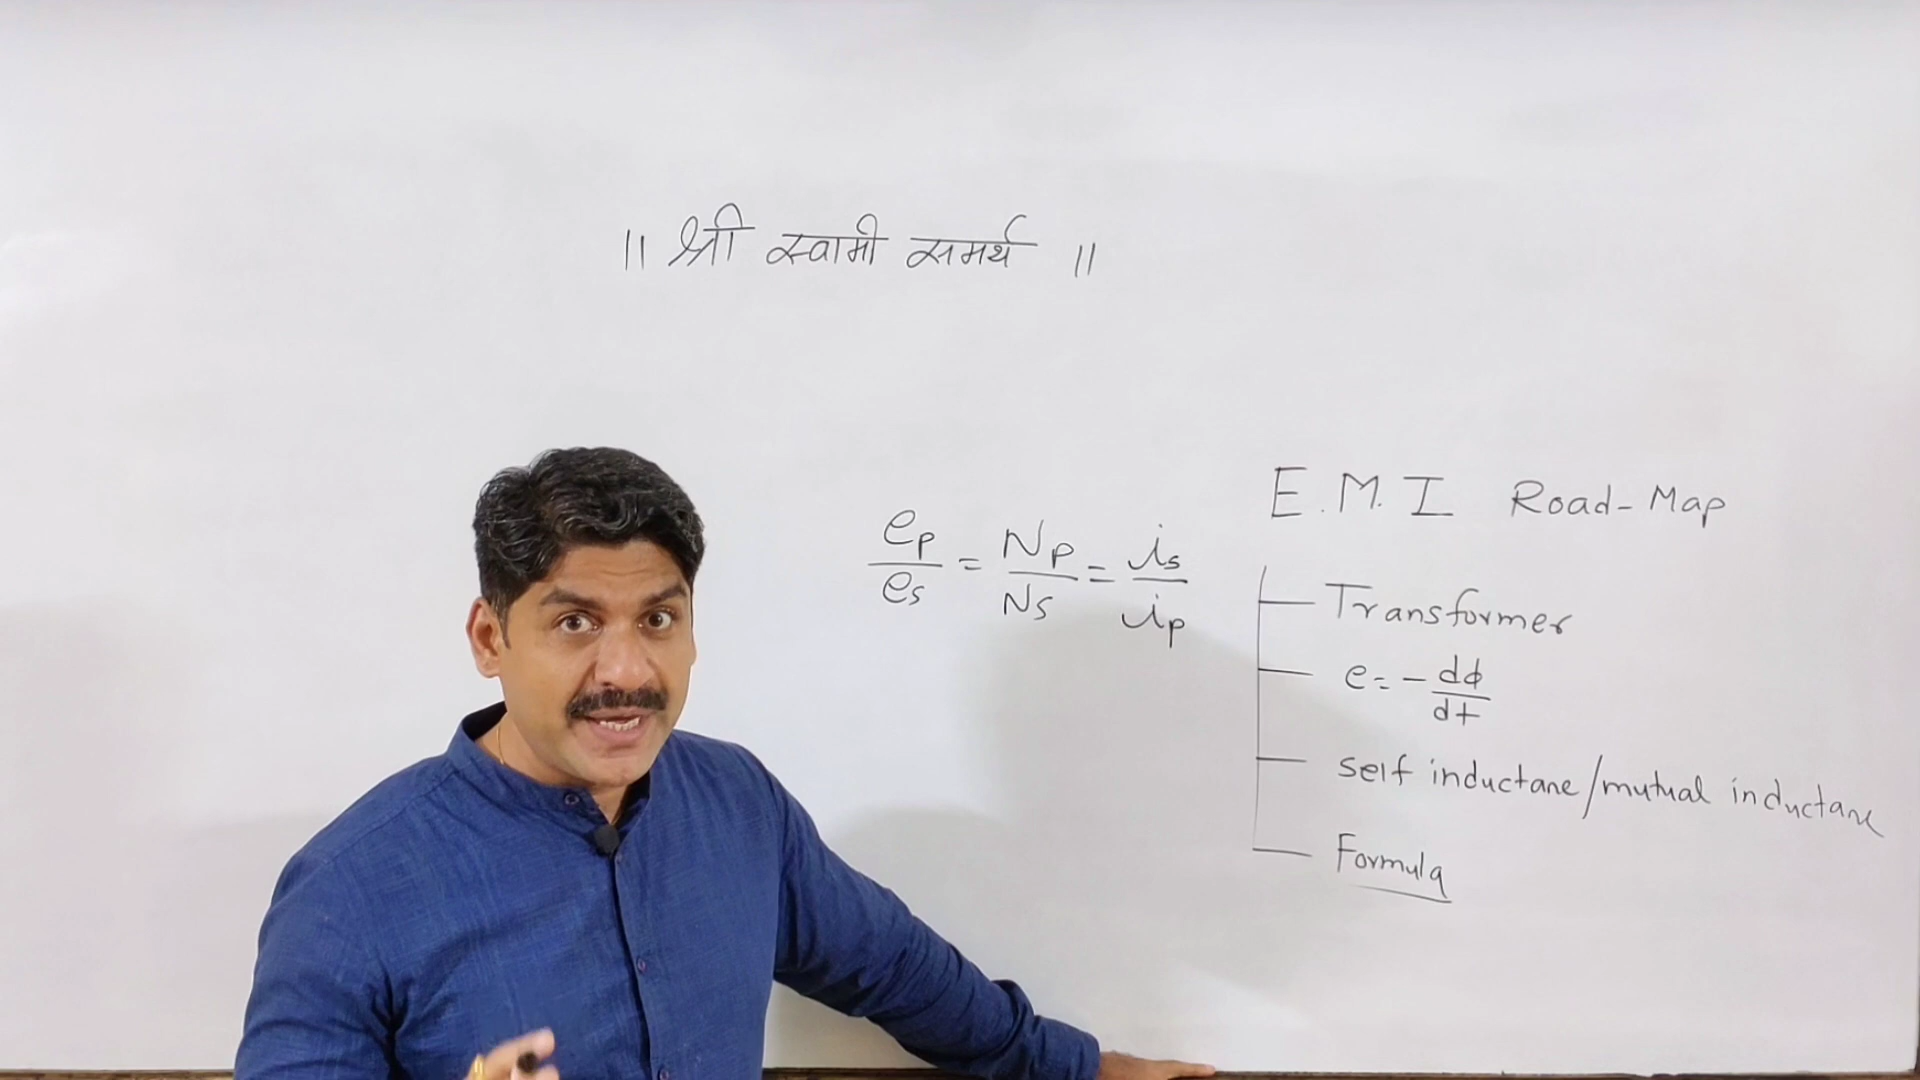 ॥ श्री स्वामी समर्थ ॥
E.M.I Road-Map
ep/es = Np/Ns = is/ip
Transformer
e = - dϕ/dt
self inductane/mutual inductane
Formula